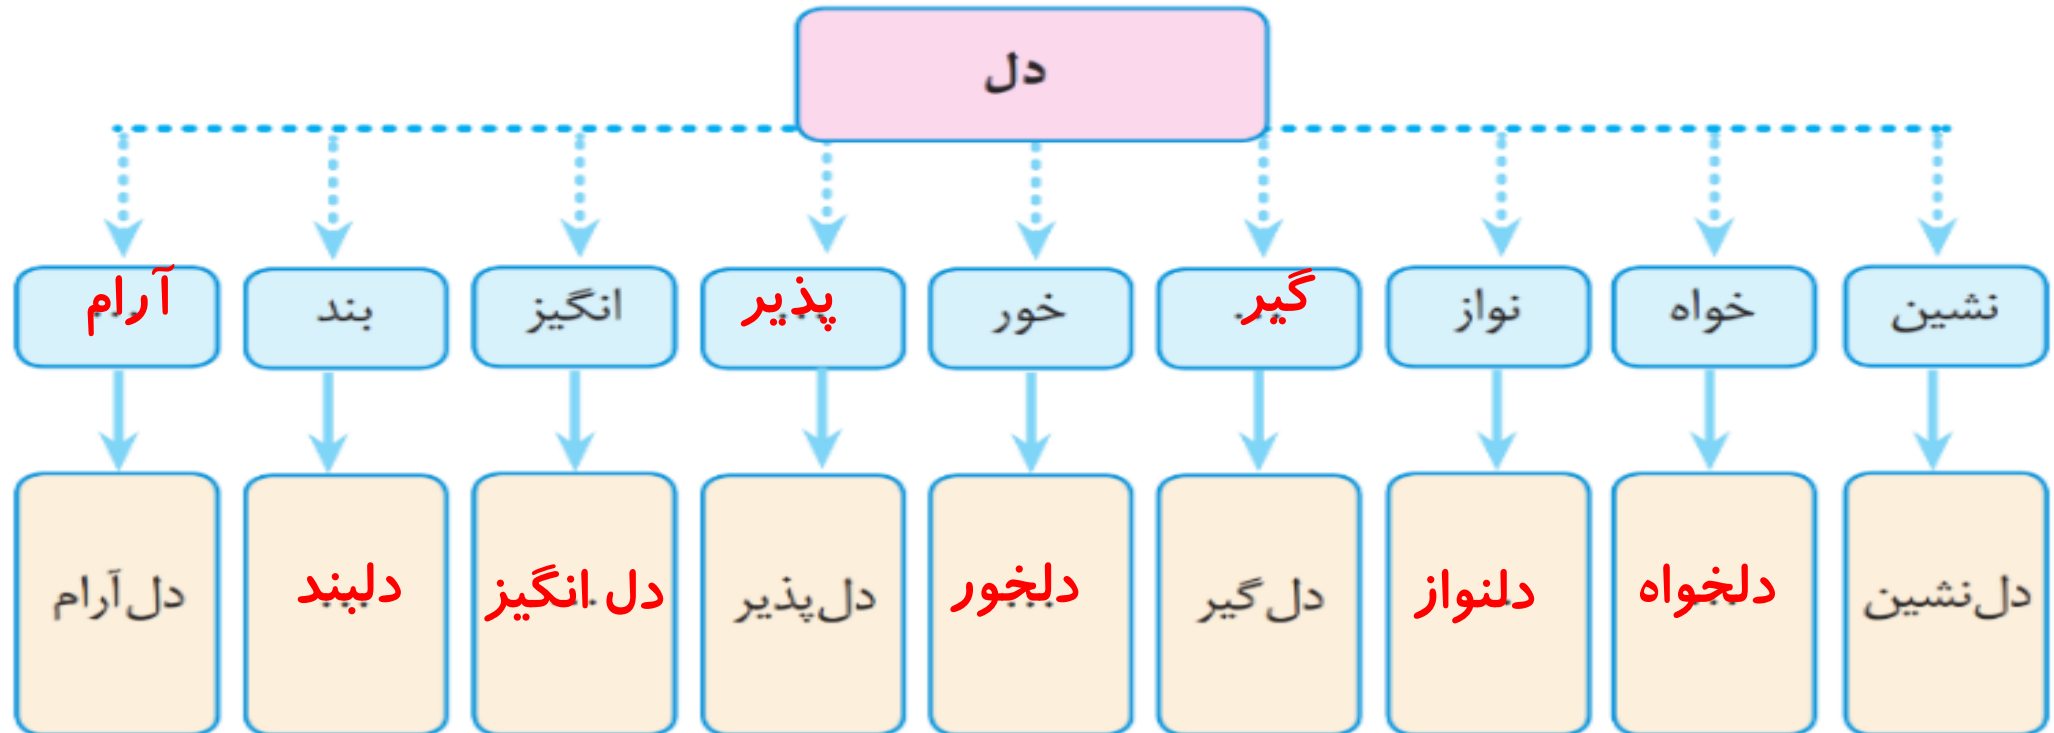 دل
نشین خواه نواز گیر خور پذیر انگیز بند آرام
دل‌نشین دلخواه دلنواز دل‌گیر دلخور دل‌پذیر دل انگیز دلبند دل‌آرام